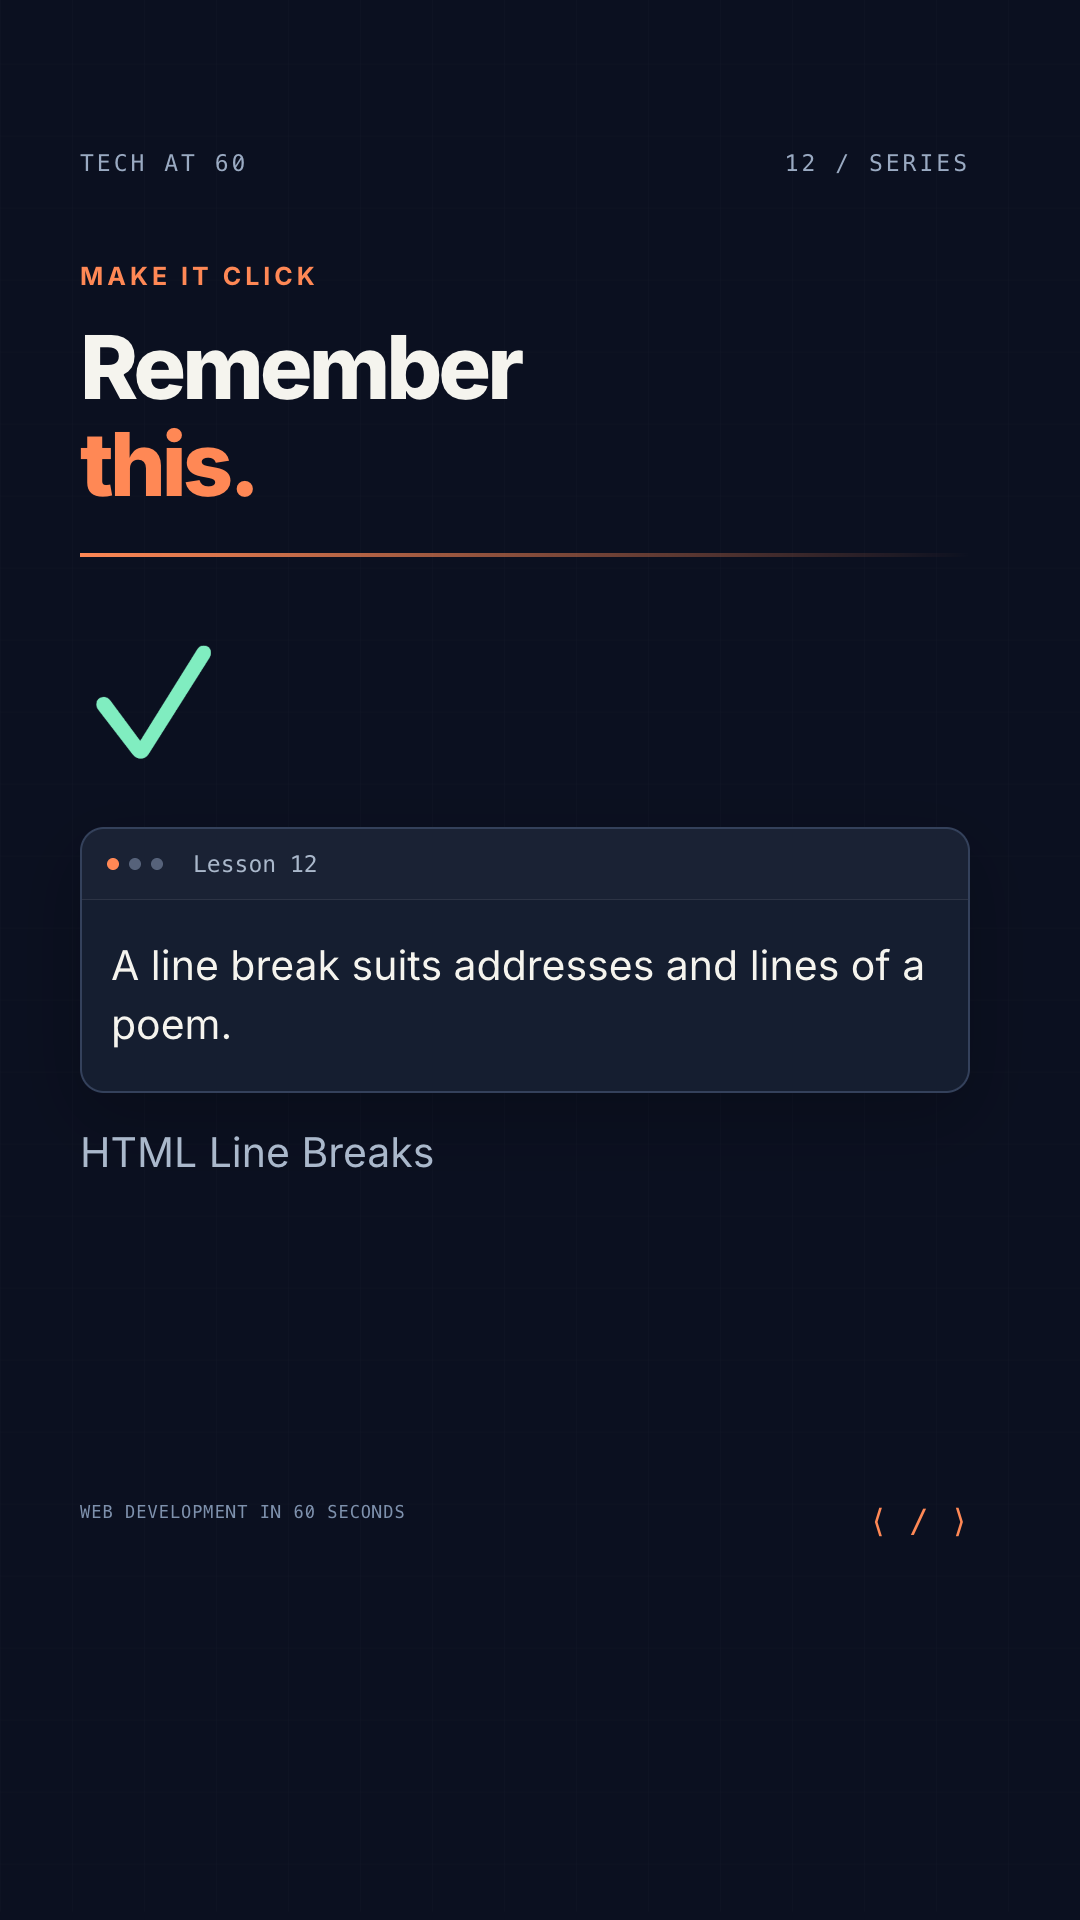 TECH AT 60
12 / SERIES
MAKE IT CLICK
Remember
this.
Lesson 12
A line break suits addresses and lines of a
poem.
HTML Line Breaks
WEB DEVELOPMENT IN 60 SECONDS
⟨ / ⟩